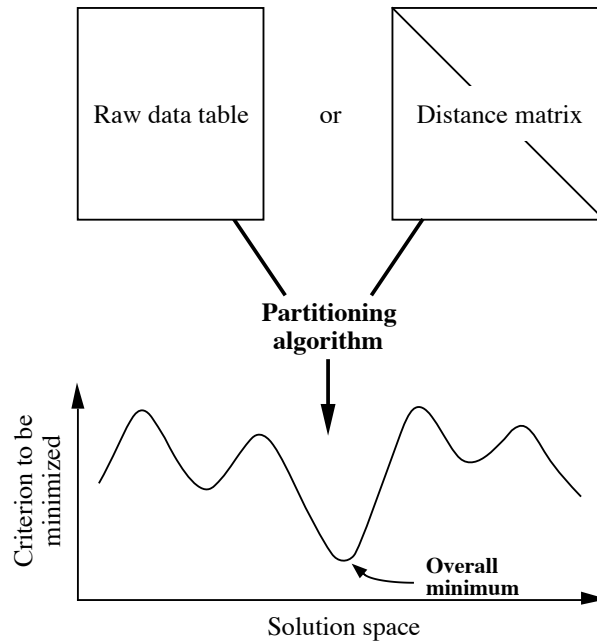 Raw data table
or
Distance matrix
Partitioning
algorithm
Criterion to be
minimized
Overall
minimum
Solution space